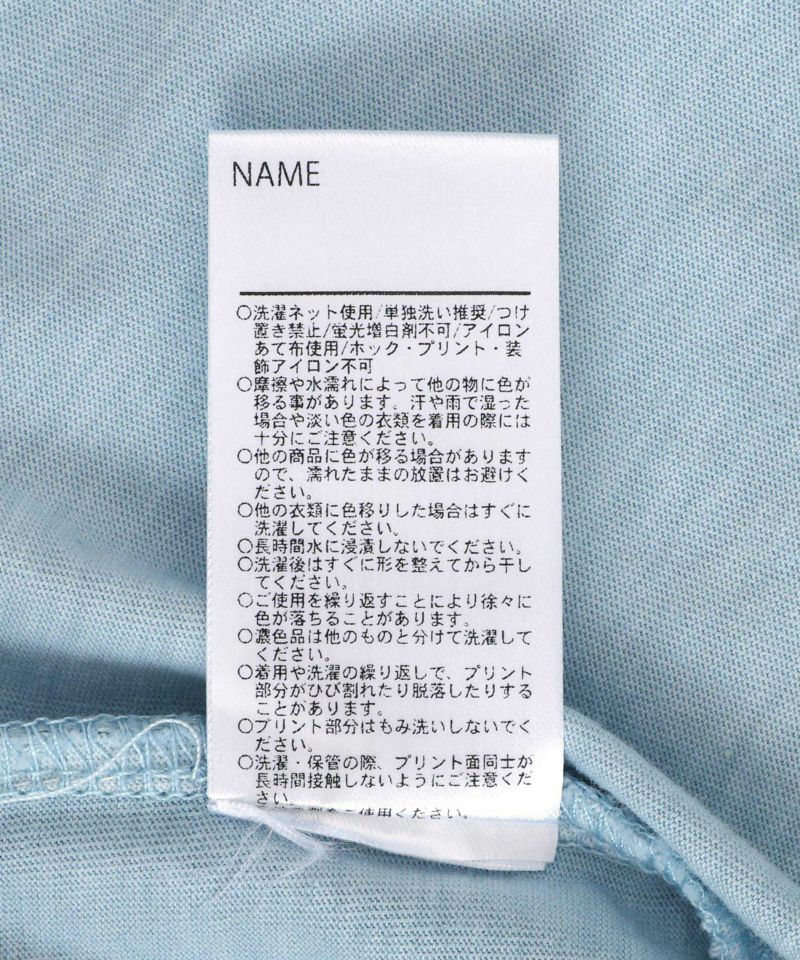 NAME
○洗濯ネット使用/単独洗い推奨/つけ
置き禁止/蛍光増白剤不可/アイロン
あて布使用/ホック・プリント・装
飾アイロン不可
○摩擦や水濡れによって他の物に色が
移る事があります。汗や雨で湿った
場合や淡い色の衣類を着用の際には
十分にご注意ください。
○他の商品に色が移る場合があります
ので、濡れたままの放置はお避けく
ださい。
○他の衣類に色移りした場合はすぐに
洗濯してください。
○長時間水に浸漬しないでください。
○洗濯後はすぐに形を整えてから干し
てください。
○ご使用を繰り返すことにより徐々に
色が落ちることがあります。
○濃色品は他のものと分けて洗濯して
ください。
○着用や洗濯の繰り返しで、プリント
部分がひび割れたり脱落したりする
ことがあります。
○プリント部分はもみ洗いしないでく
ださい。
○洗濯・保管の際、プリント面同士が
長時間接触しないようにご注意くだ
さい。
使用ください。